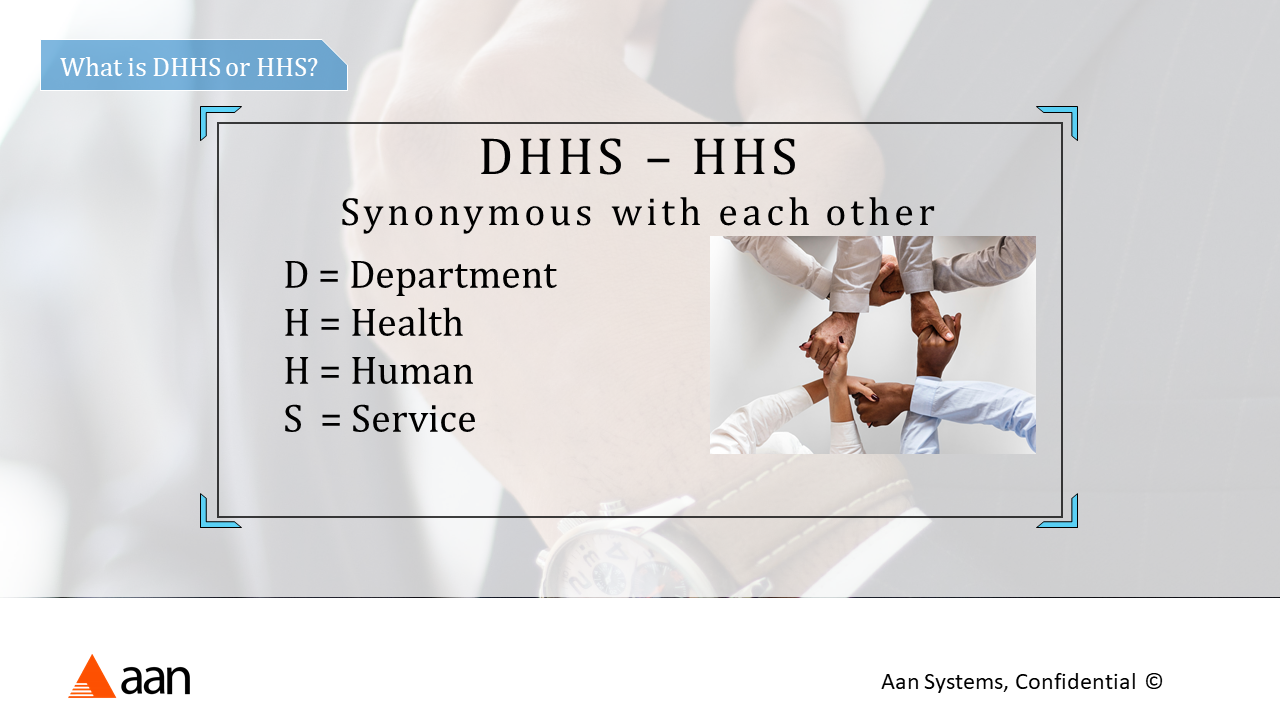 What is DHHS or HHS?
DHHS – HHS
Synonymous with each other
D = Department
H = Health
H = Human
S = Service
aan
Aan Systems, Confidential ©